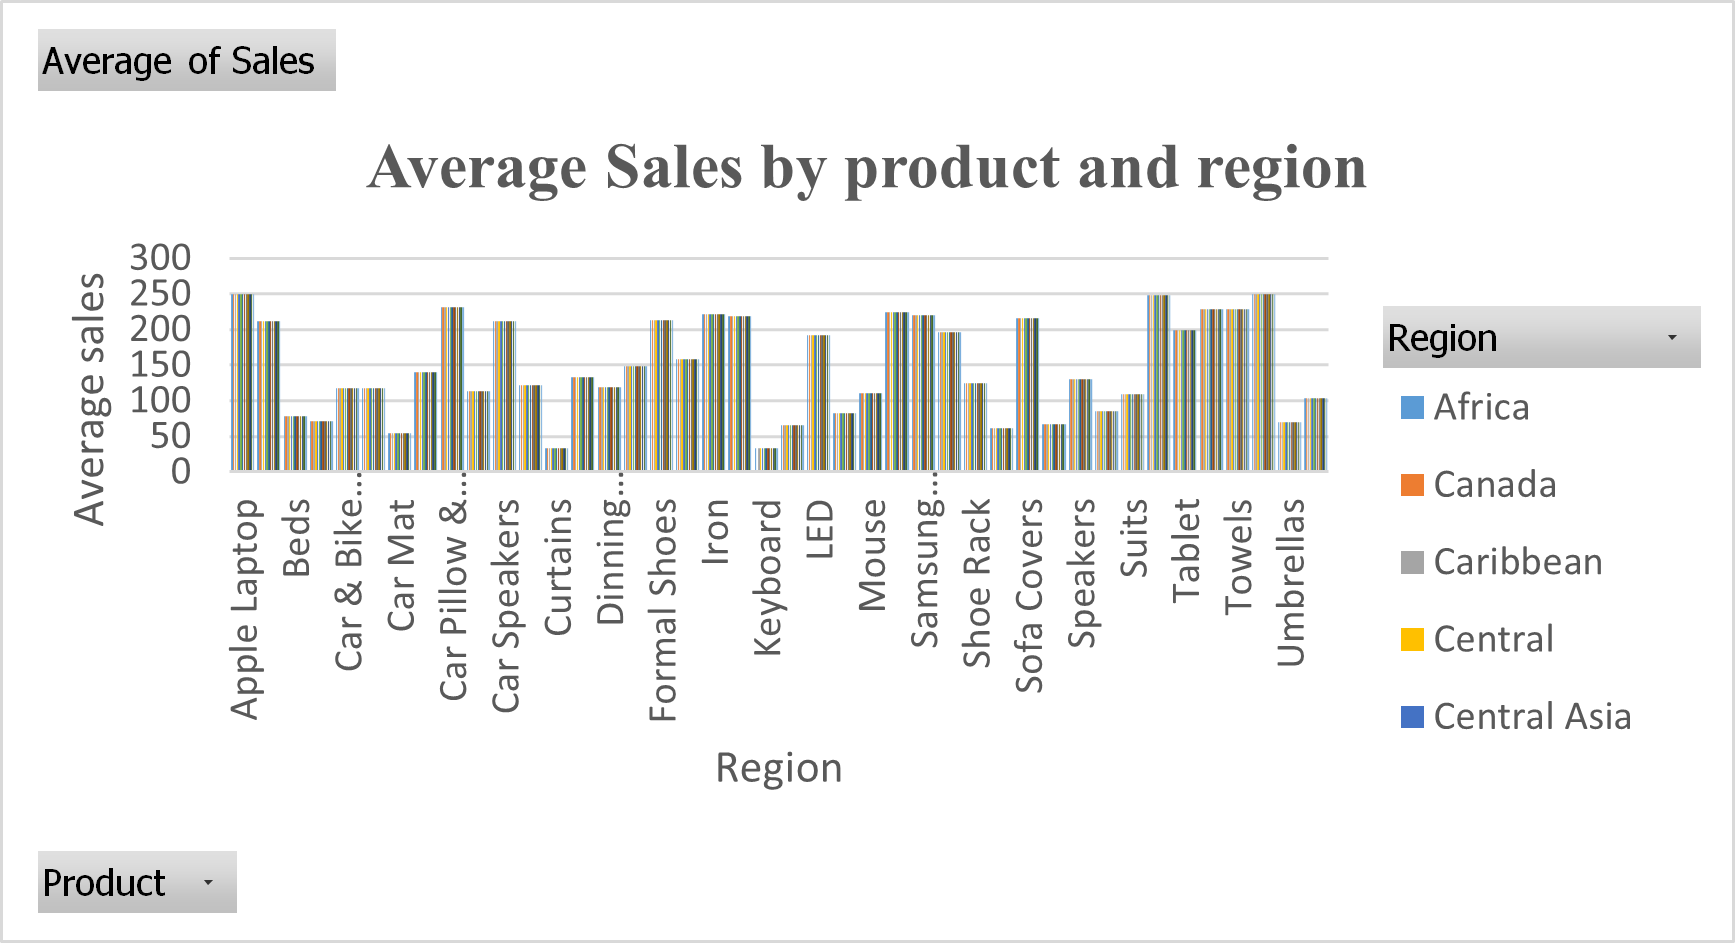 Average of Sales
Average Sales by product and region
Average sales
300
250
200
150
100
50
0
Apple Laptop
Beds
Car & Bike...
Car Mat
Car Pillow &...
Car Speakers
Curtains
Dinning...
Formal Shoes
Iron
Keyboard
LED
Mouse
Samsung...
Shoe Rack
Sofa Covers
Speakers
Suits
Tablet
Towels
Umbrellas
Region
Region
Africa
Canada
Caribbean
Central
Central Asia
Product